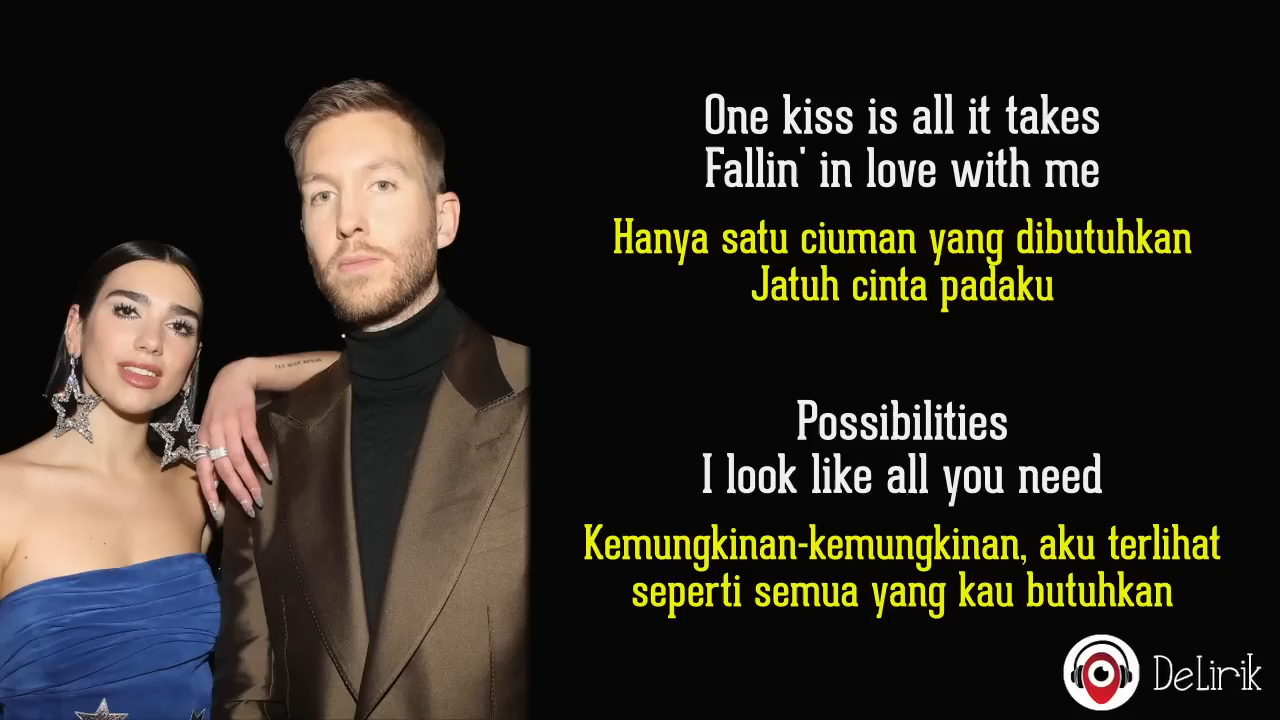 One kiss is all it takes
Fallin' in love with me
Hanya satu ciuman yang dibutuhkan
Jatuh cinta padaku
Possibilities
I look like all you need
Kemungkinan-kemungkinan, aku terlihat
seperti semua yang kau butuhkan
DeLirik